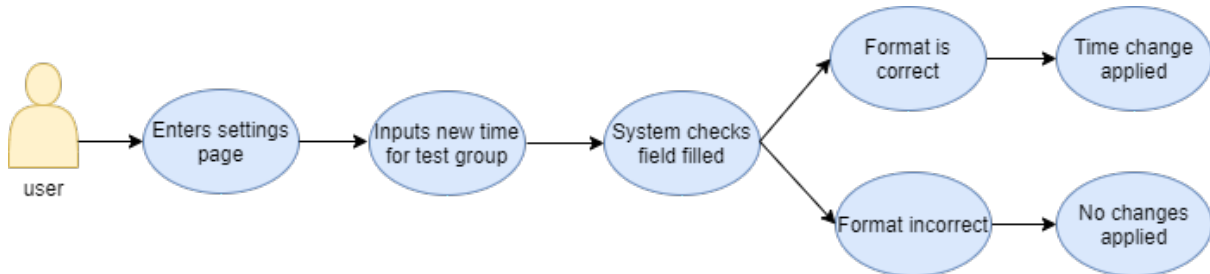 user
Enters settings
page
Inputs new time
for test group
System checks
field filled
Format is
correct
Time change
applied
Format incorrect
No changes
applied